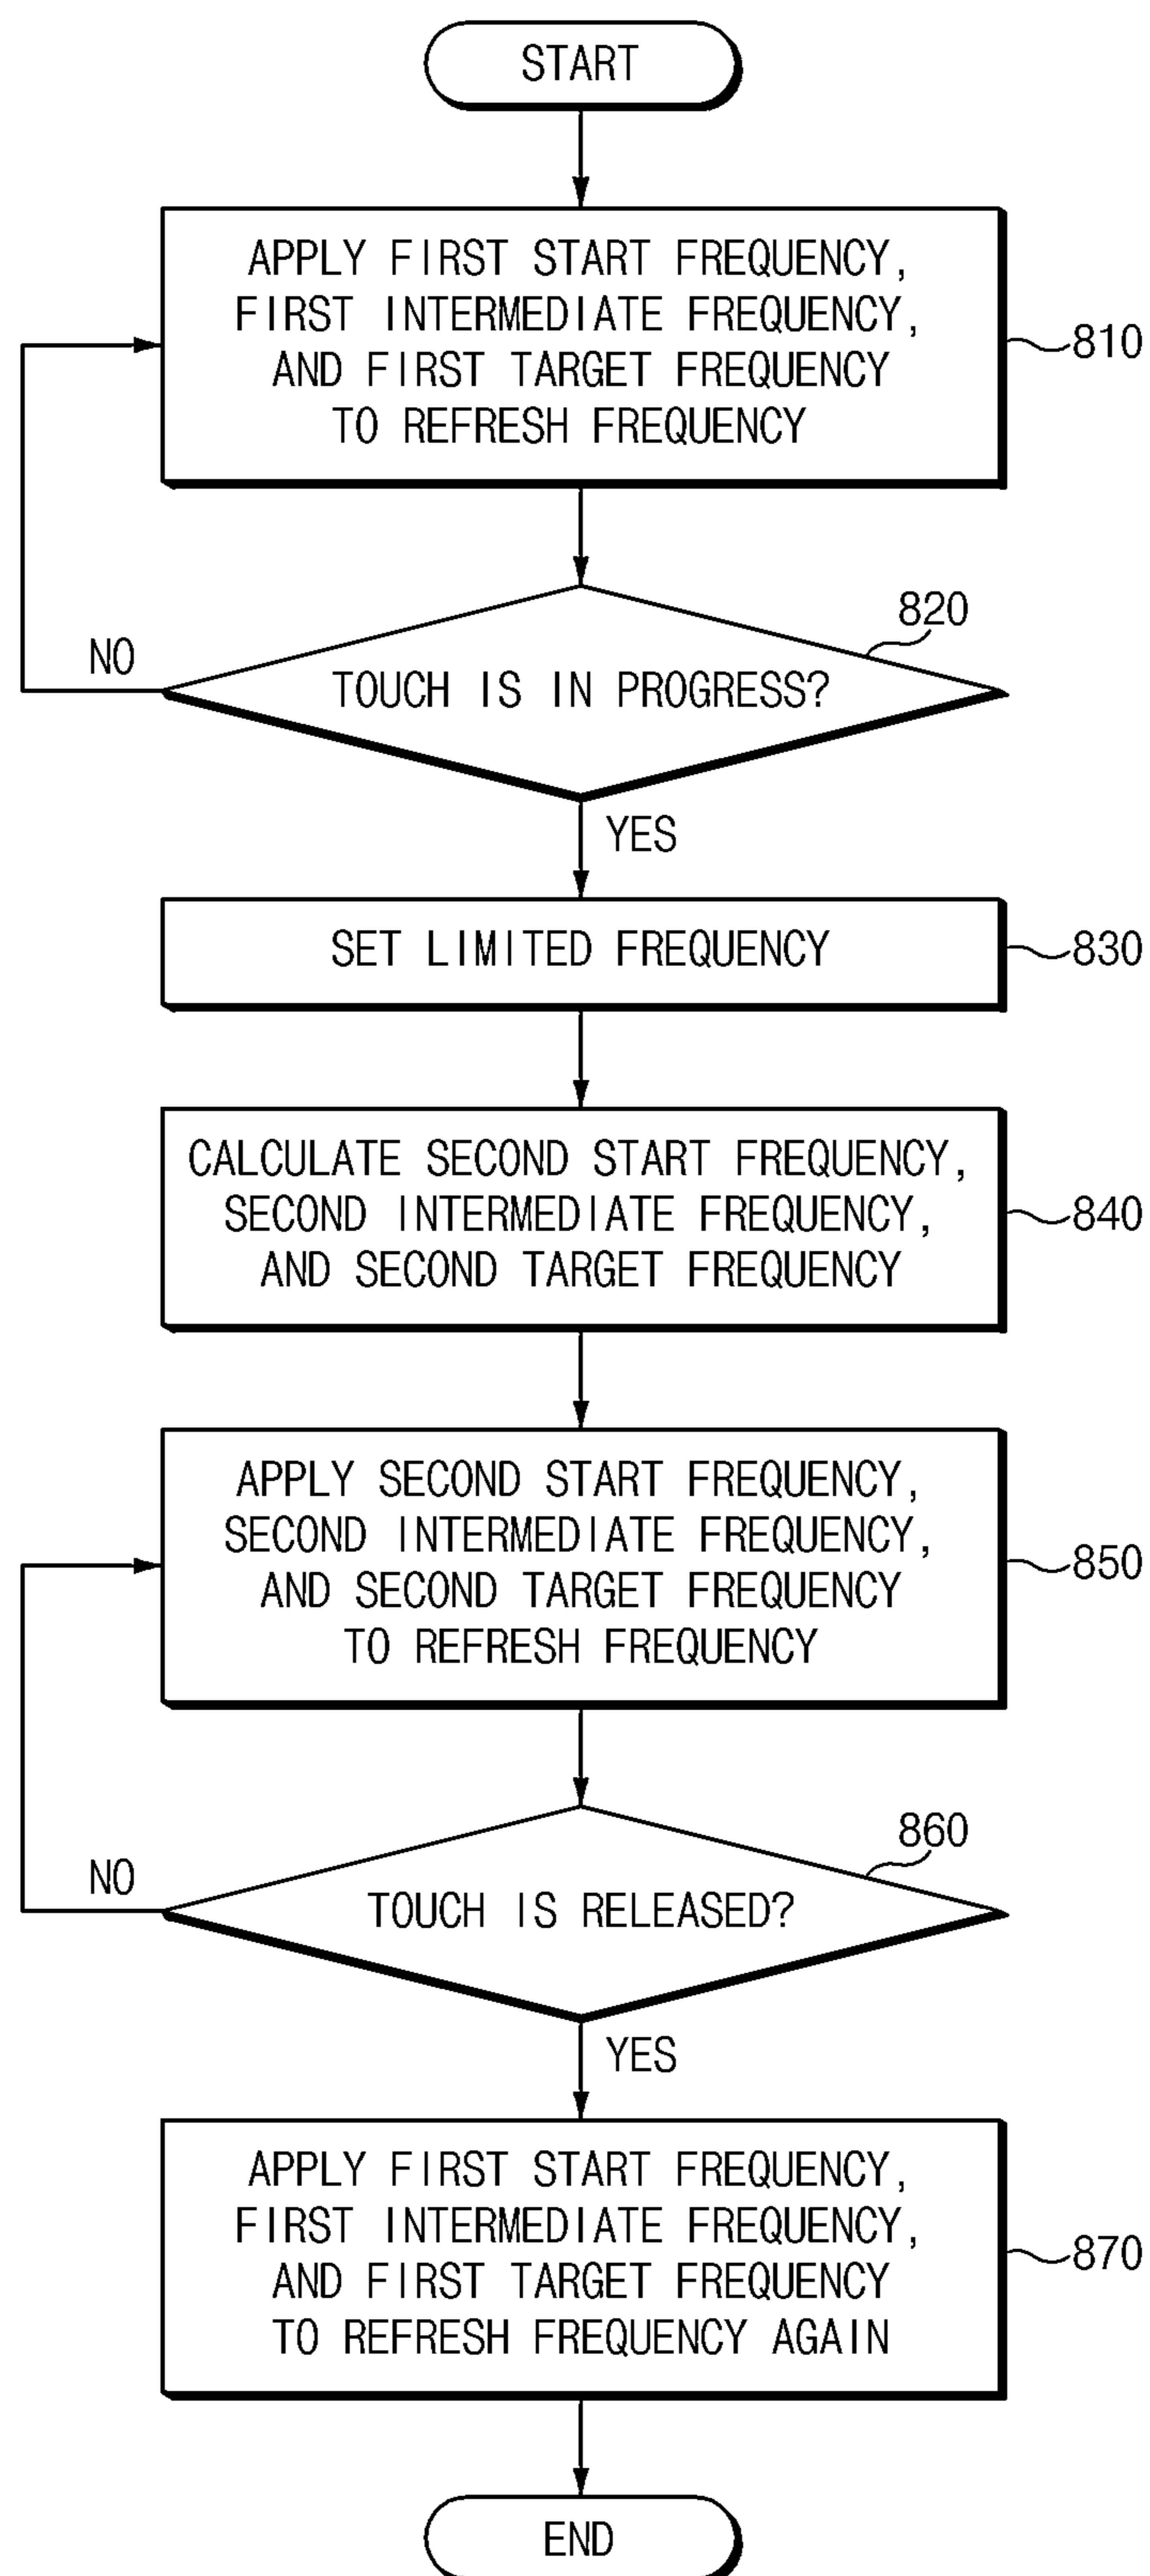 START
APPLY FIRST START FREQUENCY,
FIRST INTERMEDIATE FREQUENCY,
AND FIRST TARGET FREQUENCY
TO REFRESH FREQUENCY
810
820
TOUCH IS IN PROGRESS?
NO
YES
SET LIMITED FREQUENCY
830
CALCULATE SECOND START FREQUENCY,
SECOND INTERMEDIATE FREQUENCY,
AND SECOND TARGET FREQUENCY
840
APPLY SECOND START FREQUENCY,
SECOND INTERMEDIATE FREQUENCY,
AND SECOND TARGET FREQUENCY
TO REFRESH FREQUENCY
850
860
TOUCH IS RELEASED?
NO
YES
APPLY FIRST START FREQUENCY,
FIRST INTERMEDIATE FREQUENCY,
AND FIRST TARGET FREQUENCY
TO REFRESH FREQUENCY AGAIN
870
END